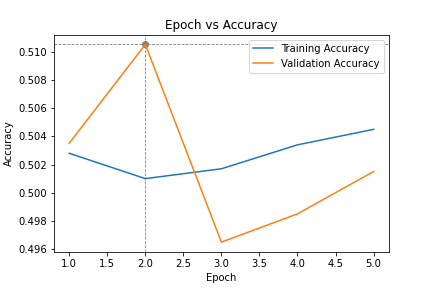 Epoch vs Accuracy
Training Accuracy
Validation Accuracy
0.510
0.508
0.506
0.504
0.502
0.500
0.498
0.496
Accuracy
1.0 1.5 2.0 2.5 3.0 3.5 4.0 4.5 5.0
Epoch